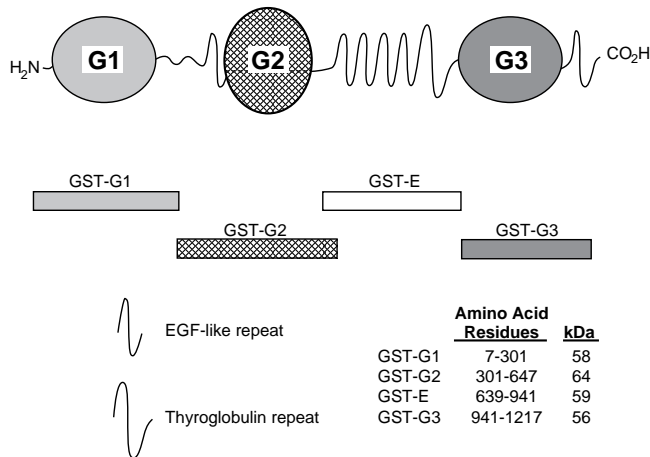 H2N
G1
G2
G3
CO2H
GST-G1
GST-E
GST-G2
GST-G3
EGF-like repeat
Thyroglobulin repeat
Amino Acid
Residues kDa
GST-G1 7-301 58
GST-G2 301-647 64
GST-E 639-941 59
GST-G3 941-1217 56